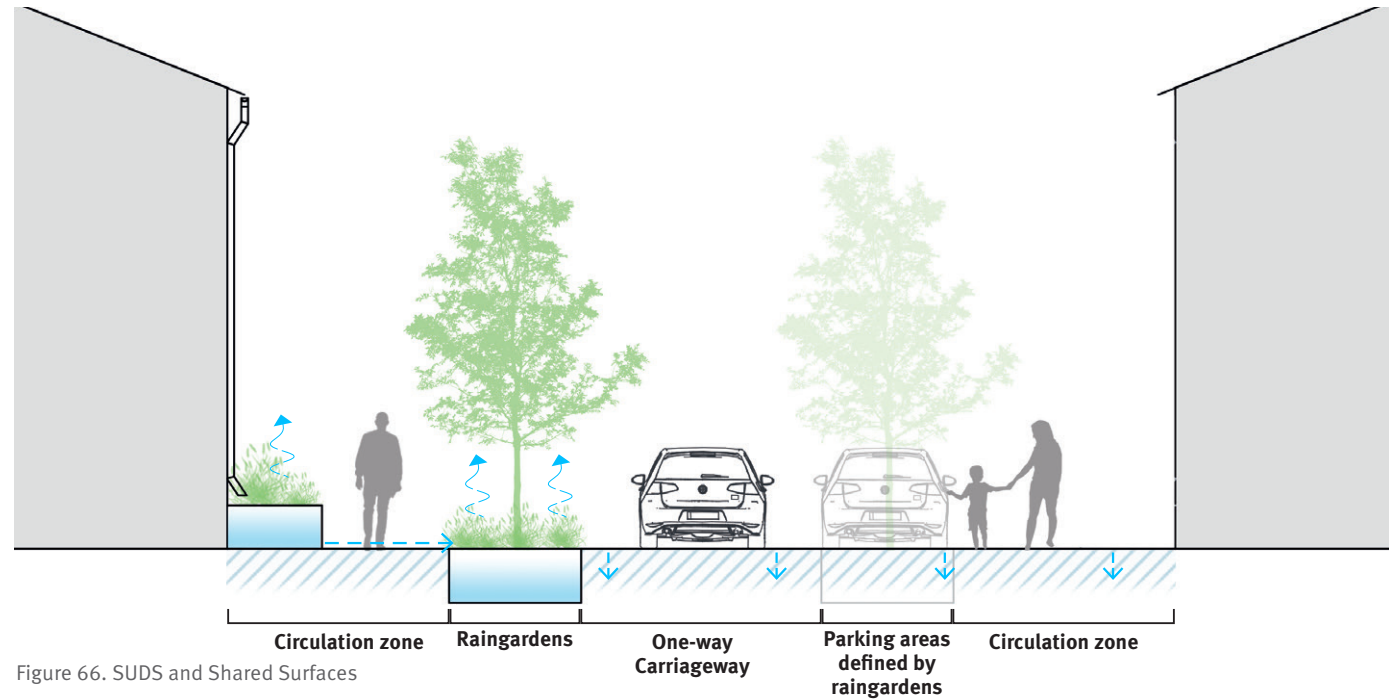 Circulation zone
Raingardens
One-way
Carriageway
Parking areas
defined by
raingardens
Circulation zone
Figure 66. SUDS and Shared Surfaces